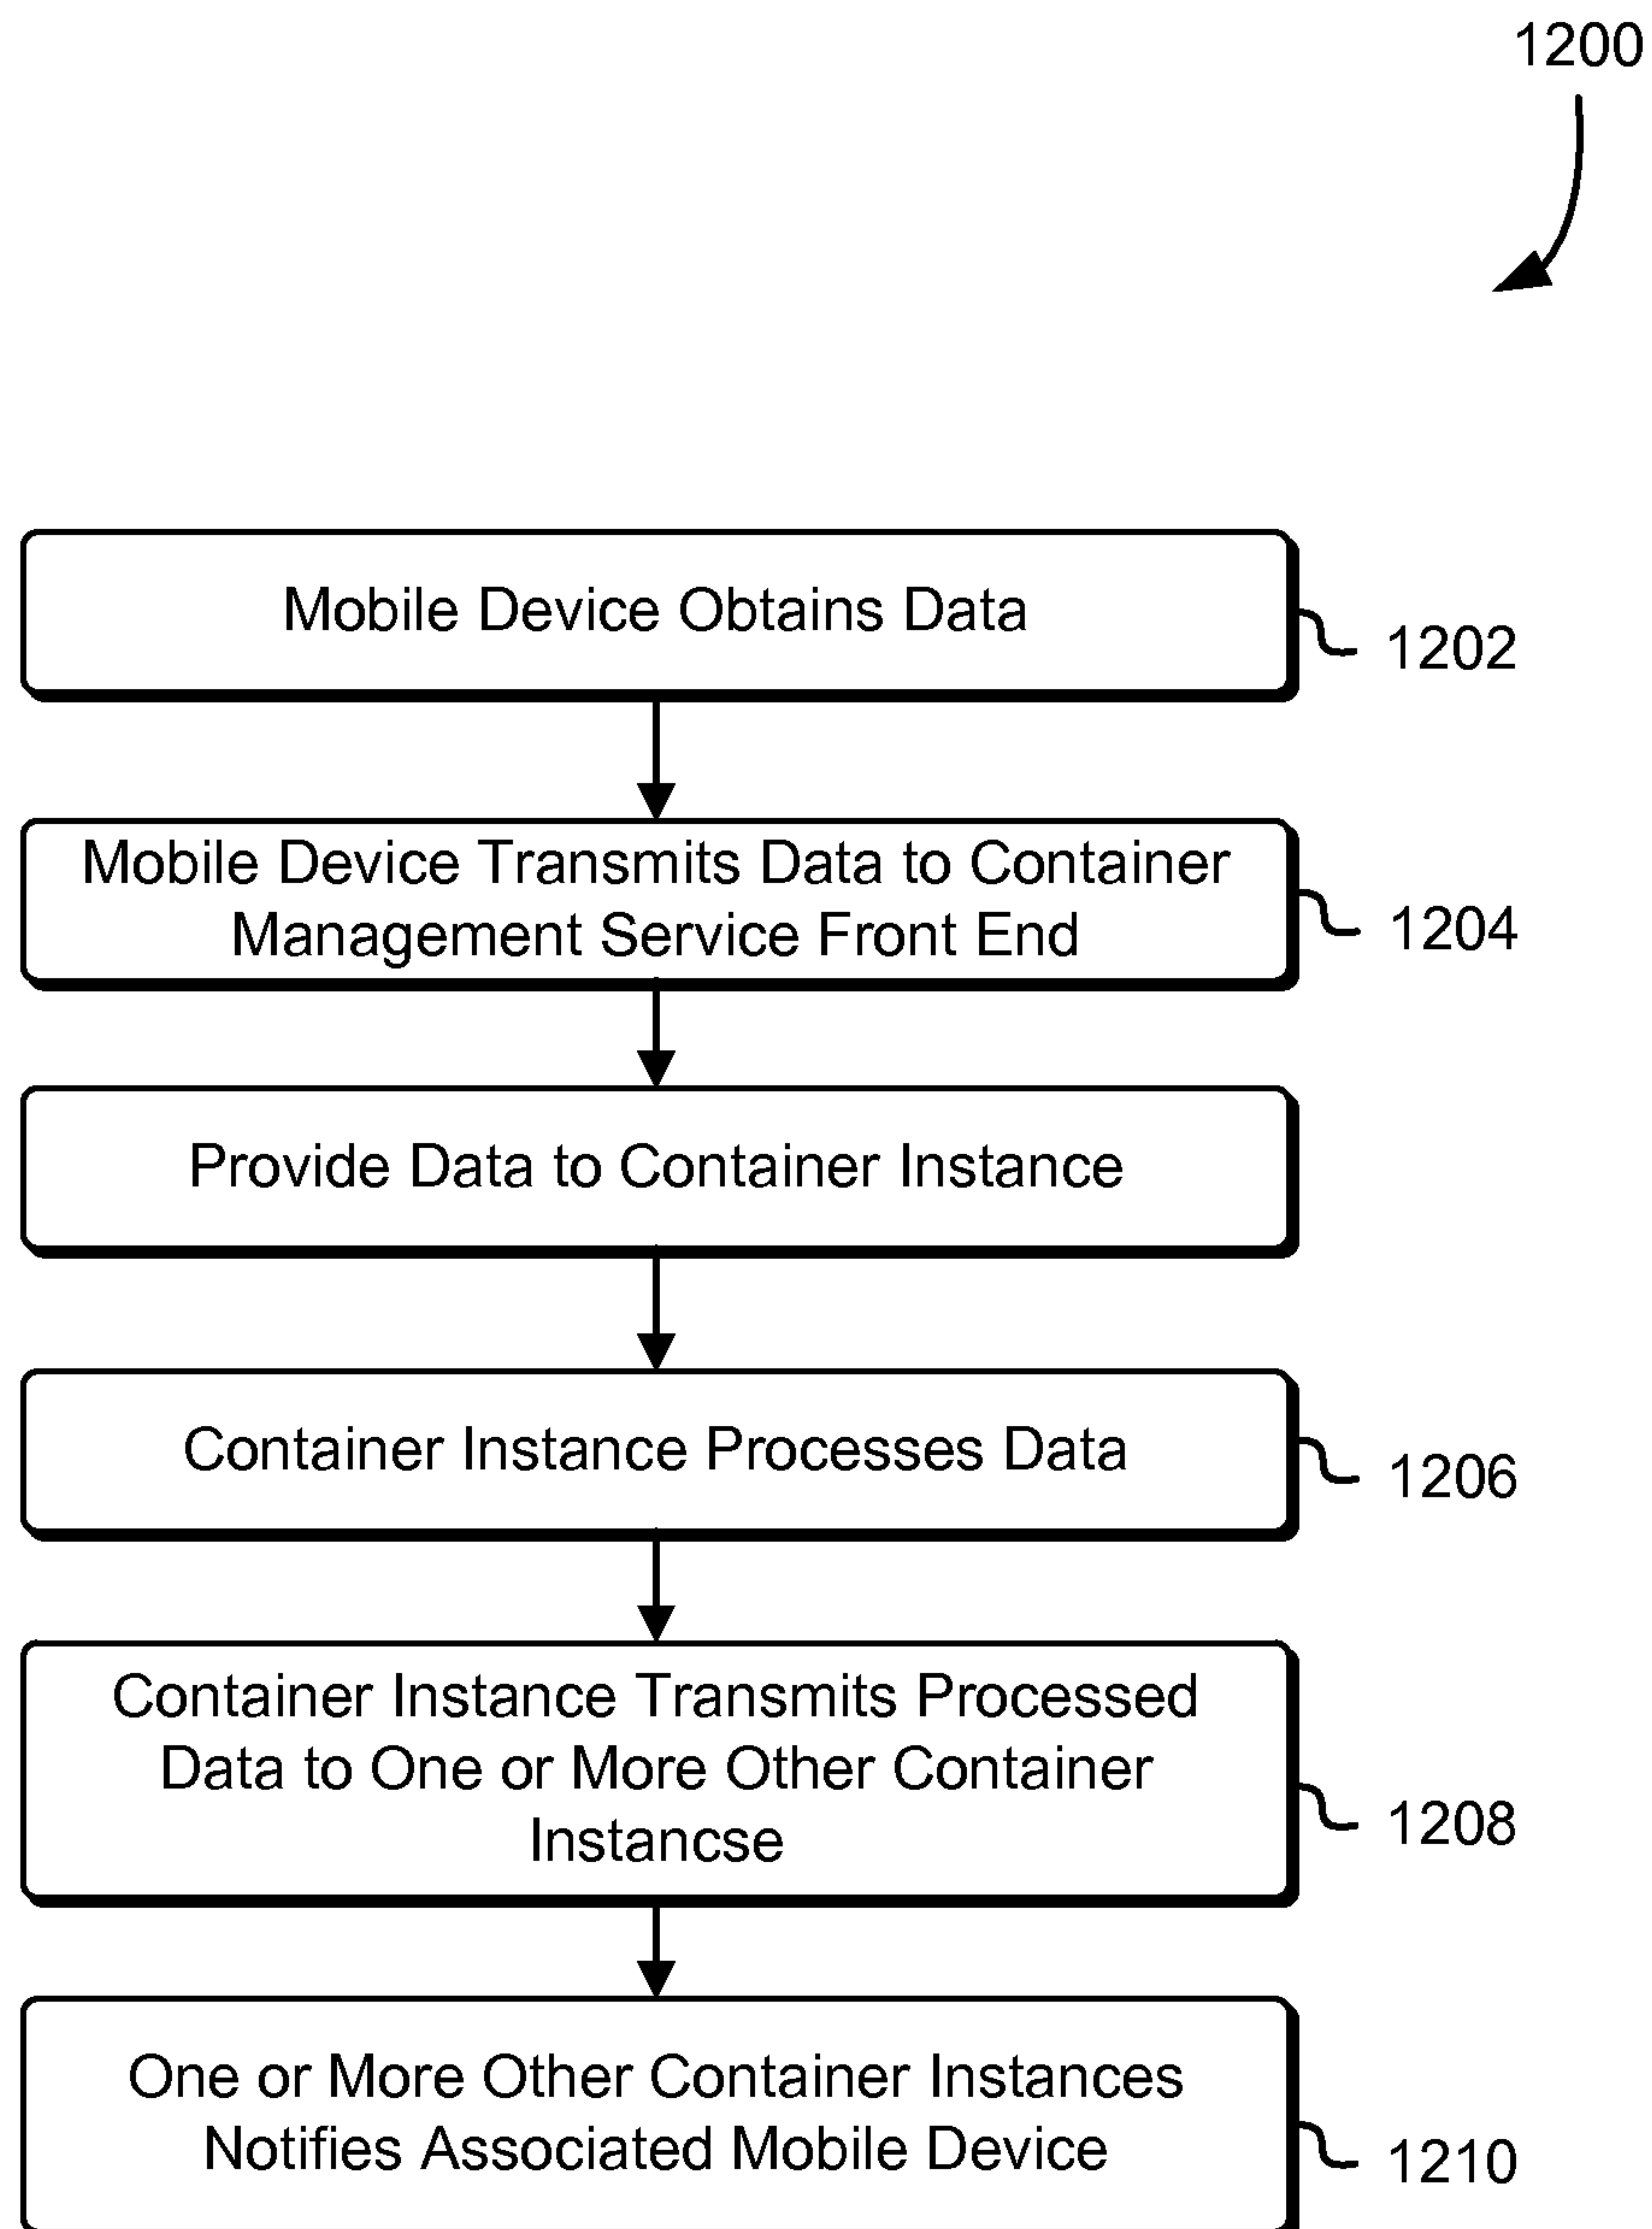 1200
Mobile Device Obtains Data
1202
Mobile Device Transmits Data to Container
Management Service Front End
1204
Provide Data to Container Instance
Container Instance Processes Data
1206
Container Instance Transmits Processed
Data to One or More Other Container
Instancse
1208
One or More Other Container Instances
Notifies Associated Mobile Device
1210